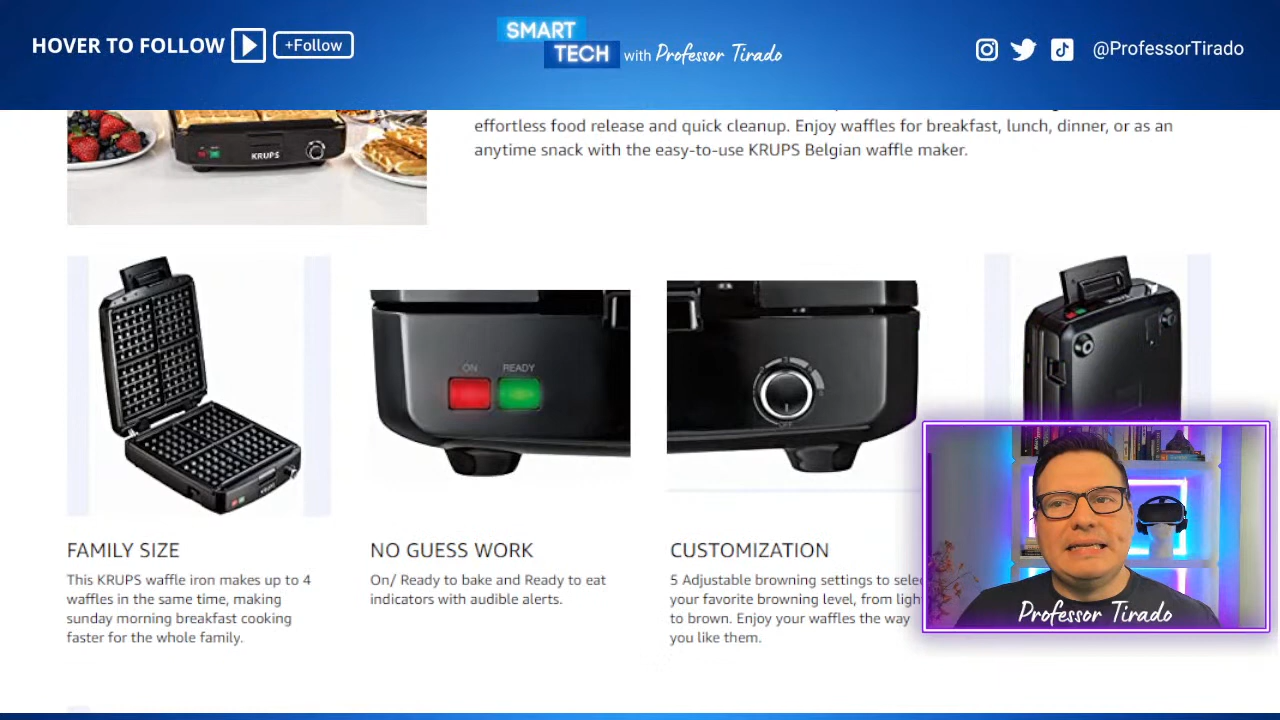 HOVER TO FOLLOW
+Follow
SMART
TECH
with Professor Tirado
@ProfessorTirado
effortless food release and quick cleanup. Enjoy waffles for breakfast, lunch, dinner, or as an
anytime snack with the easy-to-use KRUPS Belgian waffle maker.
KRUPS
ON READY
OFF
FAMILY SIZE
This KRUPS waffle iron makes up to 4
waffles in the same time, making
sunday morning breakfast cooking
faster for the whole family.
NO GUESS WORK
On/ Ready to bake and Ready to eat
indicators with audible alerts.
CUSTOMIZATION
5 Adjustable browning settings to
your favorite browning level, from
to brown. Enjoy your waffles the way
you like them.
Professor Tirado